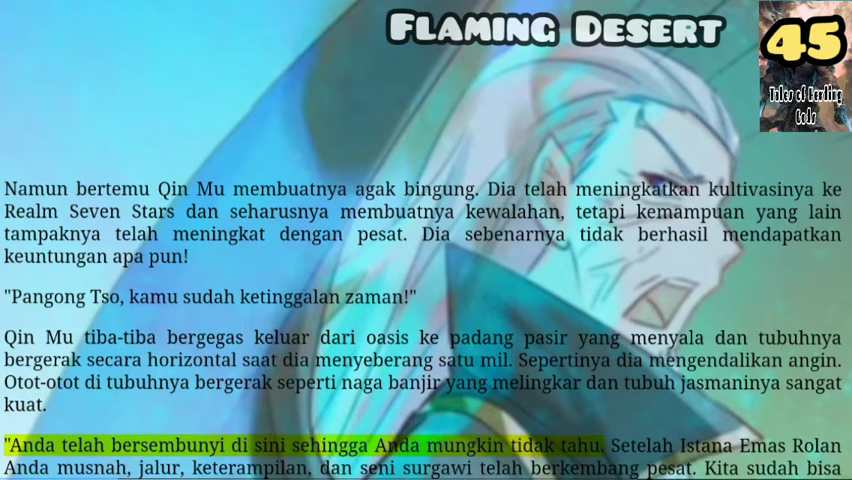 FLAMING DESERT
45
Tales of Herding
Gods
Namun bertemu Qin Mu membuatnya agak bingung. Dia telah meningkatkan kultivasinya ke
Realm Seven Stars dan seharusnya membuatnya kewalahan, tetapi kemampuan yang lain
tampaknya telah meningkat dengan pesat. Dia sebenarnya tidak berhasil mendapatkan
keuntungan apa pun!
"Pangong Tso, kamu sudah ketinggalan zaman!"
Qin Mu tiba-tiba bergegas keluar dari oasis ke padang pasir yang menyala dan tubuhnya
bergerak secara horizontal saat dia menyeberang satu mil. Sepertinya dia mengendalikan angin.
Otot-otot di tubuhnya bergerak seperti naga banjir yang melingkar dan tubuh jasmaninya sangat
kuat.
"Anda telah bersembunyi di sini sehingga Anda mungkin tidak tahu. Setelah Istana Emas Rolan
Anda musnah, jalur, keterampilan, dan seni surgawi telah berkembang pesat. Kita sudah bisa